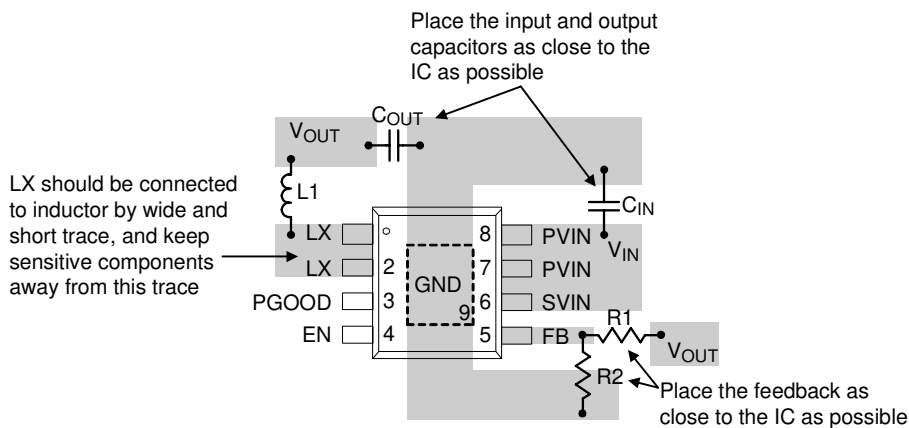 Place the input and output
capacitors as close to the
IC as possible
COUT
VOUT
LX should be connected
to inductor by wide and
short trace, and keep
sensitive components
away from this trace
L1
CIN
VIN
LX
8 PVIN
LX 2
7 PVIN
GND
PGOOD 3
6 SVIN
9
EN 4
5 FB
R1
VOUT
R2
Place the feedback as
close to the IC as possible